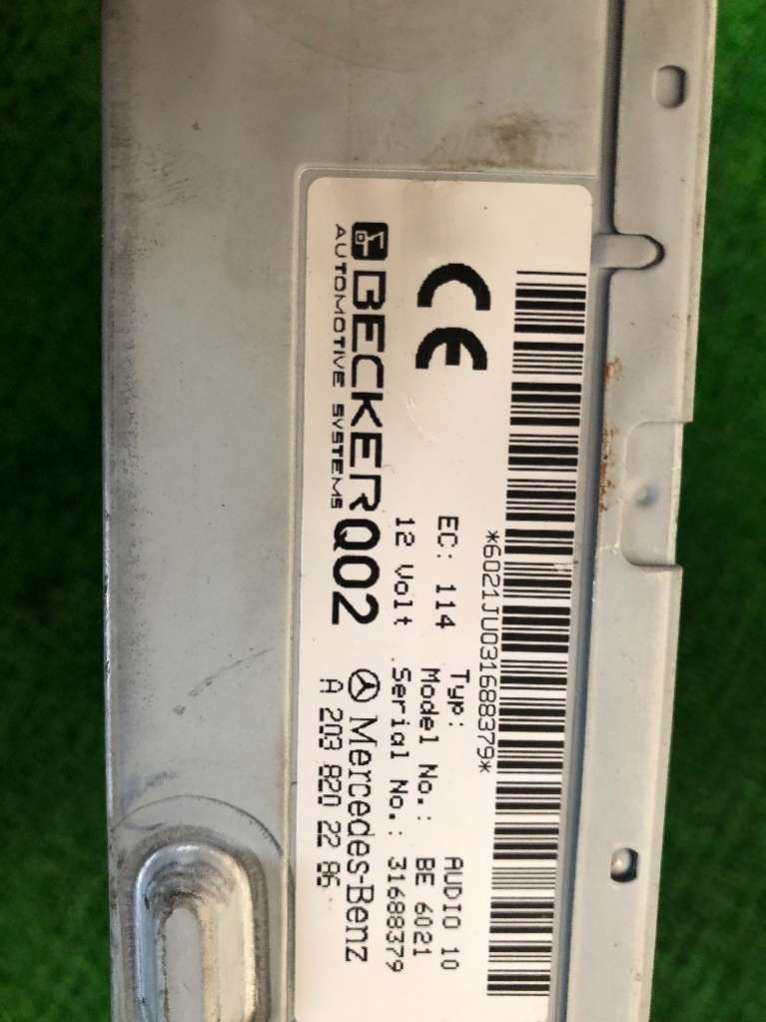 *6021JU031688379*
CE
EC: 114
12 Volt
Typ: AUDIO 10
Model No.: BE 6021
Serial No.: 31688379
BECKER Q02
AUTOMOTIVE SYSTEMS
Mercedes-Benz
A 203 820 22 86